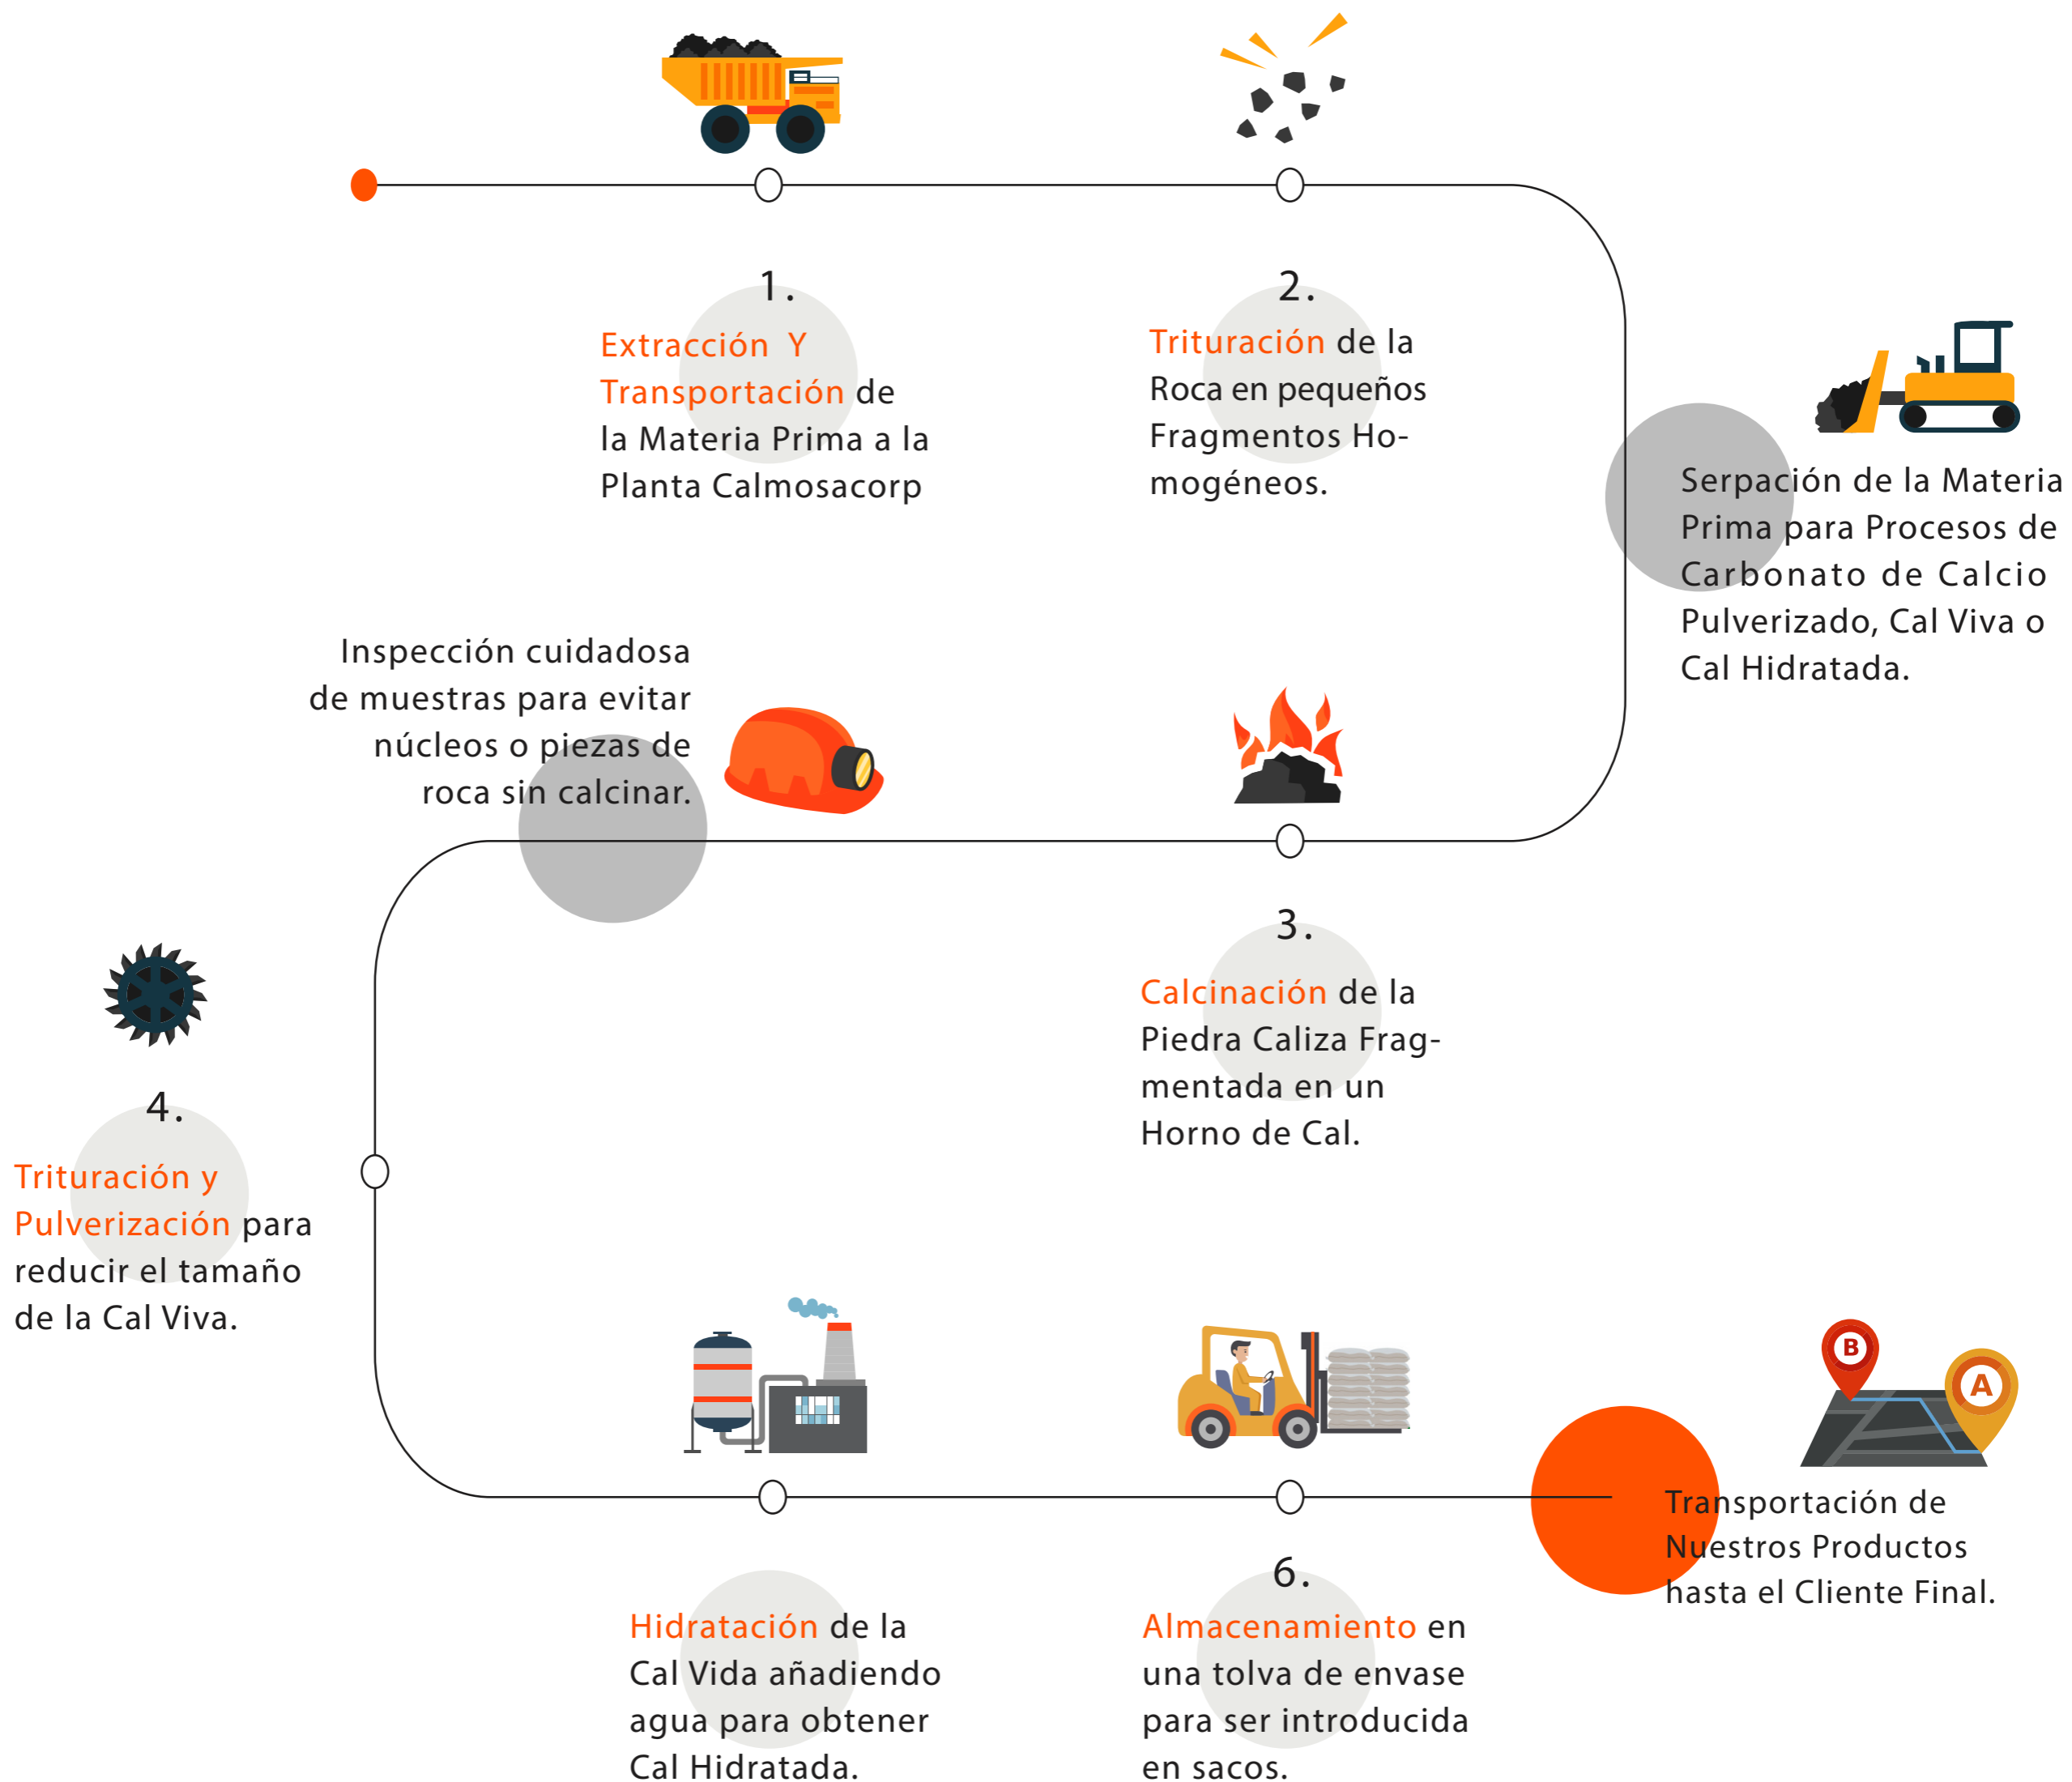 1.
Extracción Y
Transportación de
la Materia Prima a la
Planta Calmosacorp
2.
Trituración de la
Roca en pequeños
Fragmentos Ho-
mogéneos.
Serpación de la Materia
Prima para Procesos de
Carbonato de Calcio
Pulverizado, Cal Viva o
Cal Hidratada.
3.
Calcinación de la
Piedra Caliza Frag-
mentada en un
Horno de Cal.
Inspección cuidadosa
de muestras para evitar
núcleos o piezas de
roca sin calcinar.
4.
Trituración y
Pulverización para
reducir el tamaño
de la Cal Viva.
Hidratación de la
Cal Vida añadiendo
agua para obtener
Cal Hidratada.
6.
Almacenamiento en
una tolva de envase
para ser introducida
en sacos.
B
A
Transportación de
Nuestros Productos
hasta el Cliente Final.